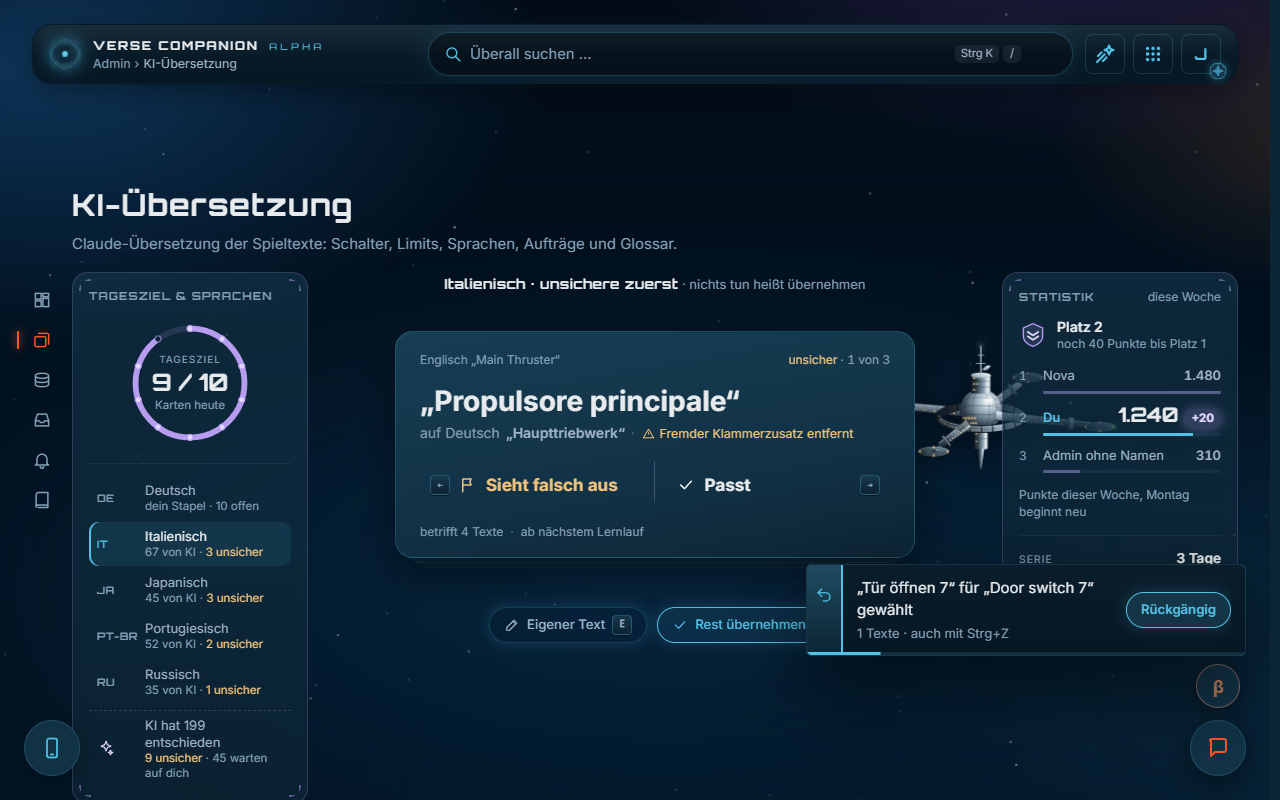 VERSE COMPANION ALPHA
Admin › KI-Übersetzung
Überall suchen ...
Strg K /
KI-Übersetzung
Claude-Übersetzung der Spieltexte: Schalter, Limits, Sprachen, Aufträge und Glossar.
TAGESZIEL & SPRACHEN
TAGESZIEL
9 / 10
Karten heute
DE
Deutsch
dein Stapel · 10 offen
IT
Italienisch
67 von KI · 3 unsicher
JA
Japanisch
45 von KI · 3 unsicher
PT-BR
Portugiesisch
52 von KI · 2 unsicher
RU
Russisch
35 von KI · 1 unsicher
KI hat 199
entschieden
9 unsicher · 45 warten
auf dich
Italienisch · unsichere zuerst · nichts tun heißt übernehmen
Englisch „Main Thruster“
unsicher · 1 von 3
„Propulsore principale“
auf Deutsch „Haupttriebwerk“ · Fremder Klammerzusatz entfernt
← Sieht falsch aus
Passt →
betrifft 4 Texte · ab nächstem Lernlauf
Eigener Text E
Rest übernehmen
STATISTIK
diese Woche
Platz 2
noch 40 Punkte bis Platz 1
1 Nova 1.480
2 Du 1.240 +20
3 Admin ohne Namen 310
Punkte dieser Woche, Montag
beginnt neu
SERIE 3 Tage
„Tür öffnen 7“ für „Door switch 7“
gewählt
1 Texte · auch mit Strg+Z
Rückgängig
β